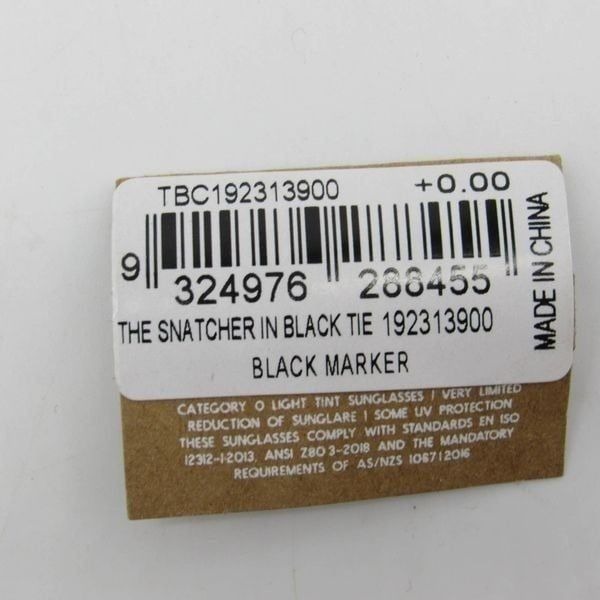 TBC192313900 +0.00
9 324976 288455
MADE IN CHINA
THE SNATCHER IN BLACK TIE 192313900
BLACK MARKER
CATEGORY 0 LIGHT TINT SUNGLASSES | VERY LIMITED
REDUCTION OF SUNGLARE | SOME UV PROTECTION
THESE SUNGLASSES COMPLY WITH STANDARDS EN ISO
12312-1:2013, ANSI Z80.3-2018 AND THE MANDATORY
REQUIREMENTS OF AS/NZS 1067.1:2016